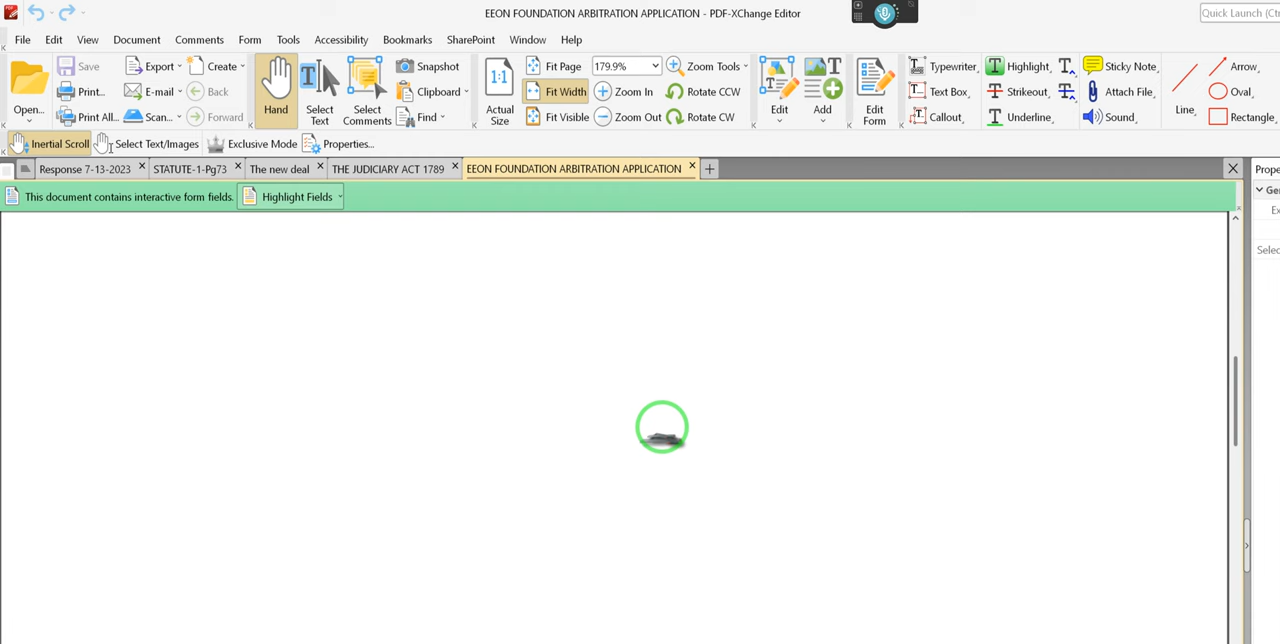 EEON FOUNDATION ARBITRATION APPLICATION - PDF-XChange Editor
Quick Launch (Ctr
File Edit View Document Comments Form Tools Accessibility Bookmarks SharePoint Window Help
Open...
Save
Print...
Print All...
Export
E-mail
Scan...
Create
Back
Forward
Hand
Select Text
Select Comments
Snapshot
Clipboard
Find
Actual Size
Fit Page
Fit Width
Fit Visible
179.9%
Zoom In
Zoom Out
Zoom Tools
Rotate CCW
Rotate CW
Edit
Add
Edit Form
Typewriter
Text Box
Callout
Highlight
Strikeout
Underline
Sticky Note
Attach File
Sound
Line
Arrow
Oval
Rectangle
Inertial Scroll Select Text/Images Exclusive Mode Properties...
Response 7-13-2023 STATUTE-1-Pg73 The new deal THE JUDICIARY ACT 1789 EEON FOUNDATION ARBITRATION APPLICATION
Prope
This document contains interactive form fields. Highlight Fields
Ge
Ex
Selec